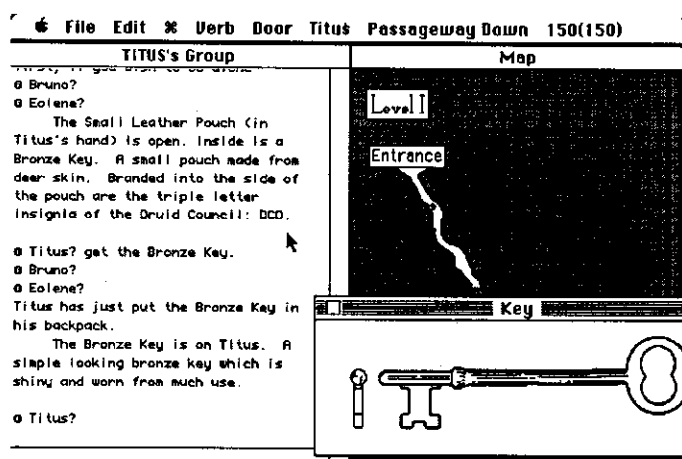 File Edit ⌘ Verb Door Titus Passageway Down 150(150)
TITUS's Group
Map
Bruno?
Eolene?
The Small Leather Pouch (in
Titus's hand) is open. Inside is a
Bronze Key. A small pouch made from
deer skin. Branded into the side of
the pouch are the triple letter
insignia of the Druid Council: DCD.
Titus? get the Bronze Key.
Bruno?
Eolene?
Titus has just put the Bronze Key in
his backpack.
The Bronze Key is on Titus. A
simple looking bronze key which is
shiny and worn from much use.
Titus?
Level I
Entrance
Key